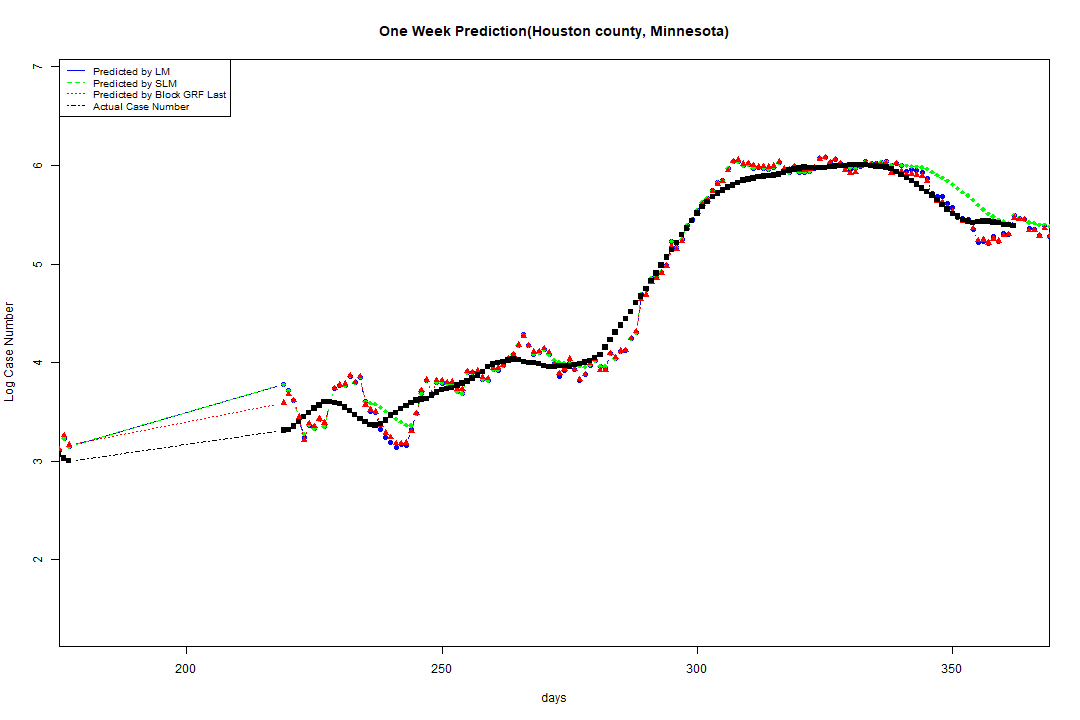 One Week Prediction(Houston county, Minnesota)
Predicted by LM
Predicted by SLM
Predicted by Block GRF Last
Actual Case Number
7
6
5
4
3
2
Log Case Number
200 250 300 350
days